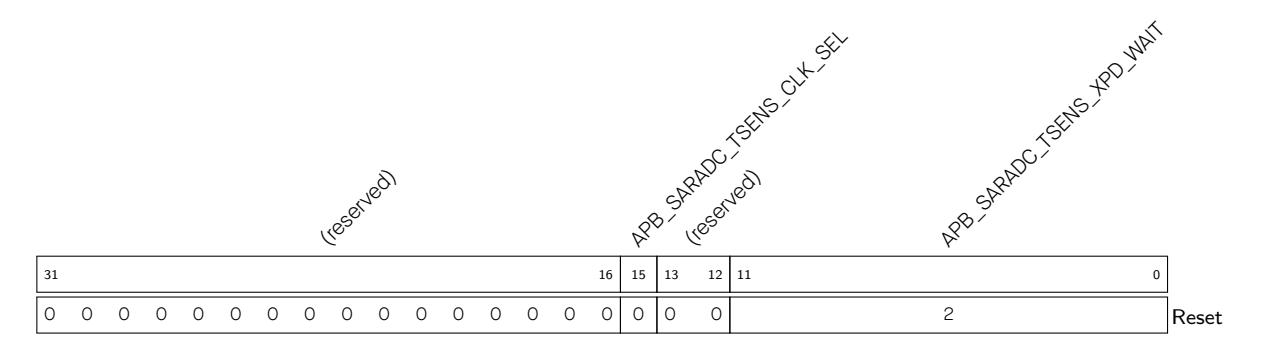 (reserved)
APB_SARADC_TSENS_CLK_SEL
(reserved)
APB_SARADC_TSENS_XPD_WAIT
31 16 15 13 12 11 0
0 0 0 0 0 0 0 0 0 0 0 0 0 0 0 0 0 0 0 2 Reset